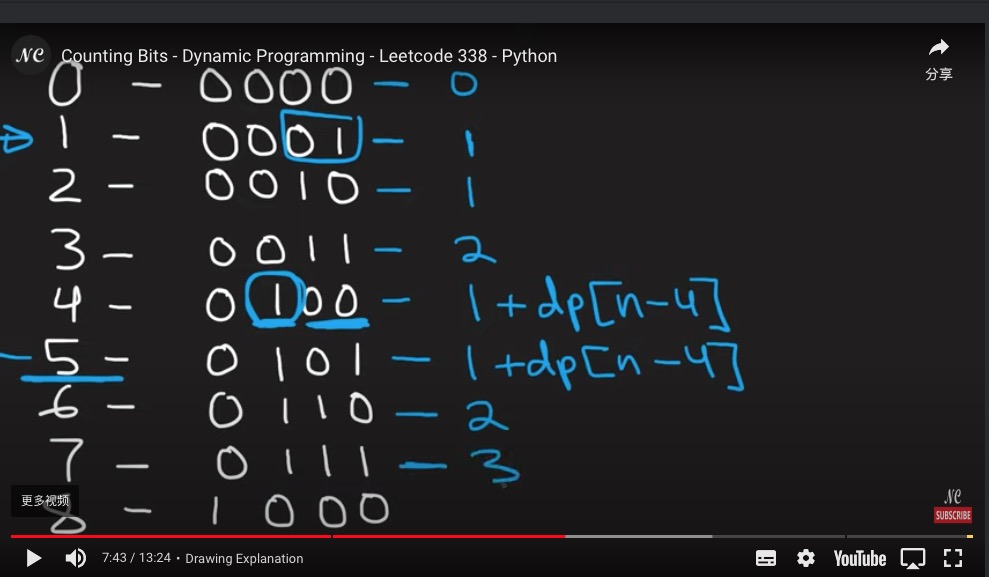 NC Counting Bits - Dynamic Programming - Leetcode 338 - Python
分享
0 - 0000 - 0
1 - 0001 - 1
2 - 0010 - 1
3 - 0011 - 2
4 - 0100 - 1+dp[n-4]
5 - 0101 - 1+dp[n-4]
6 - 0110 - 2
7 - 0111 - 3
更多视频
8 - 1000
NC
SUBSCRIBE
7:43 / 13:24 • Drawing Explanation
YouTube